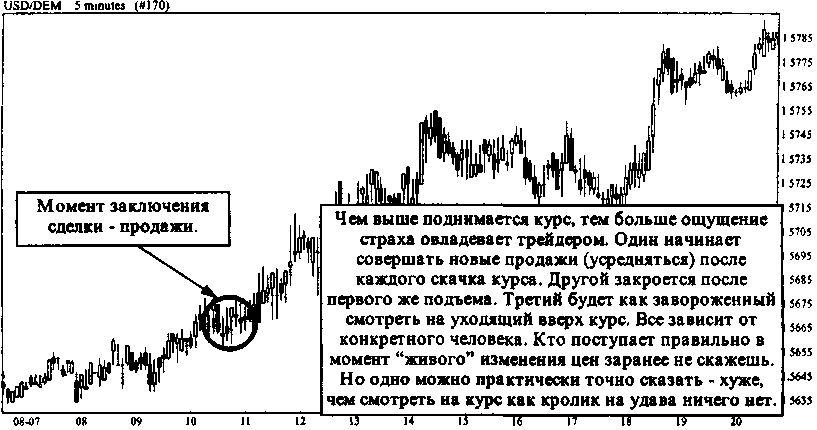 USD/DEM 5 minutes (#170)
1 5785
1 5775
1 5765
1 5755
1 5745
1 5735
1 5725
1 5715
1 5705
1 5695
1 5685
1 5675
1 5665
1 5655
1 5645
1 5635
Момент заключения
сделки - продажи.
Чем выше поднимается курс, тем больше ощущение
страха овладевает трейдером. Один начинает
совершать новые продажи (усредняться) после
каждого скачка курса. Другой закроется после
первого же подъема. Третий будет как завороженный
смотреть на уходящий вверх курс. Все зависит от
конкретного человека. Кто поступает правильно в
момент “живого” изменения цен заранее не скажешь.
Но одно можно практически точно сказать - хуже,
чем смотреть на курс как кролик на удава ничего нет.
08-07 08 09 10 11 12 13 14 15 16 17 18 19 20